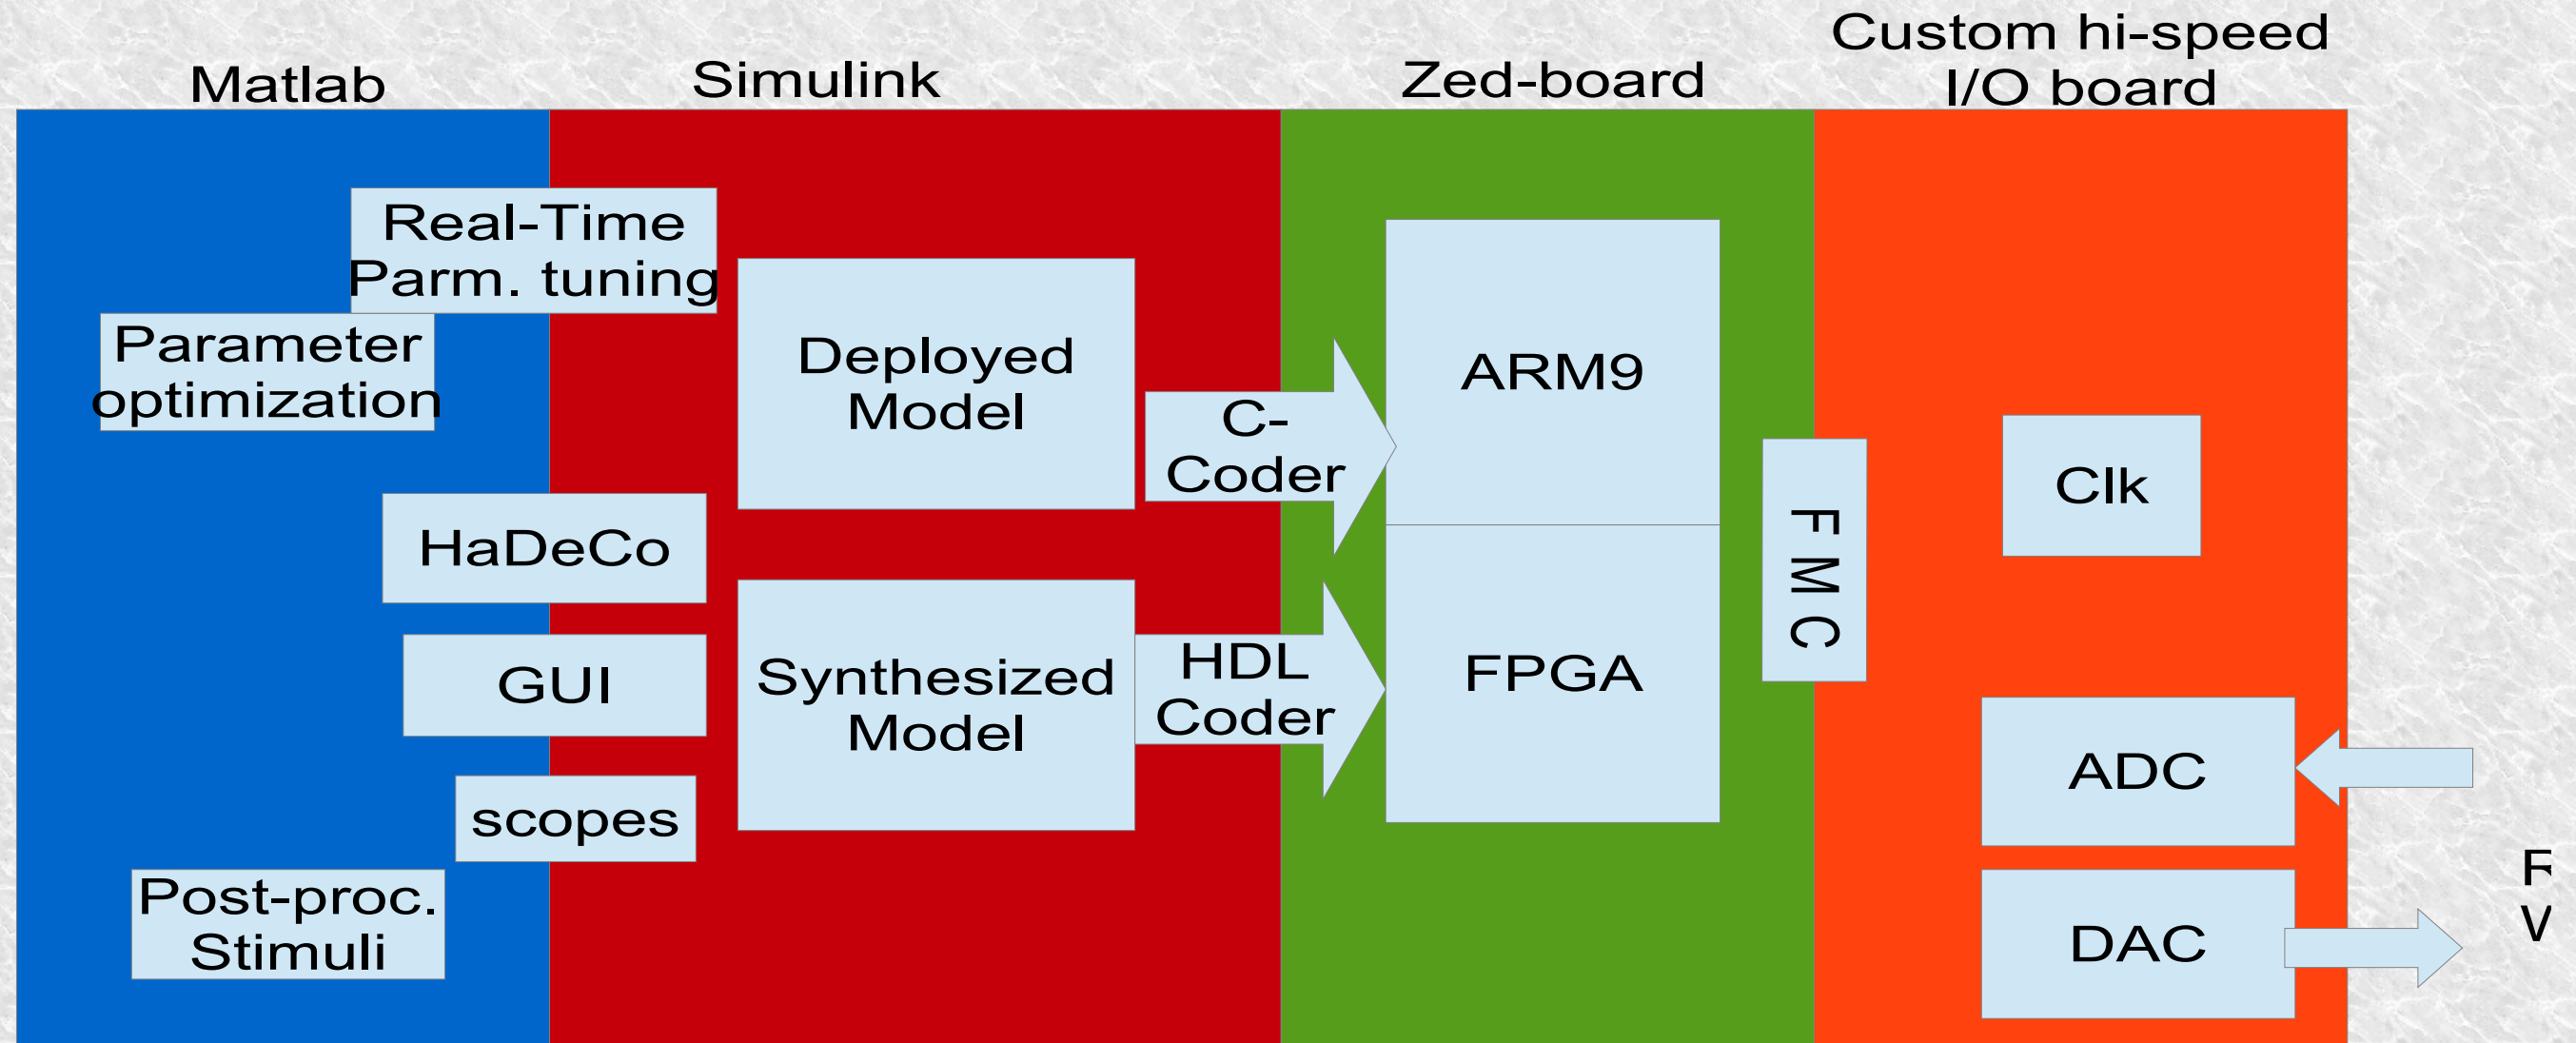 Matlab
Simulink
Zed-board
Custom hi-speed
I/O board
Real-Time
Parm. tuning
Parameter
optimization
HaDeCo
GUI
scopes
Post-proc.
Stimuli
Deployed
Model
Synthesized
Model
C-
Coder
HDL
Coder
ARM9
FPGA
FMC
Clk
ADC
DAC
V